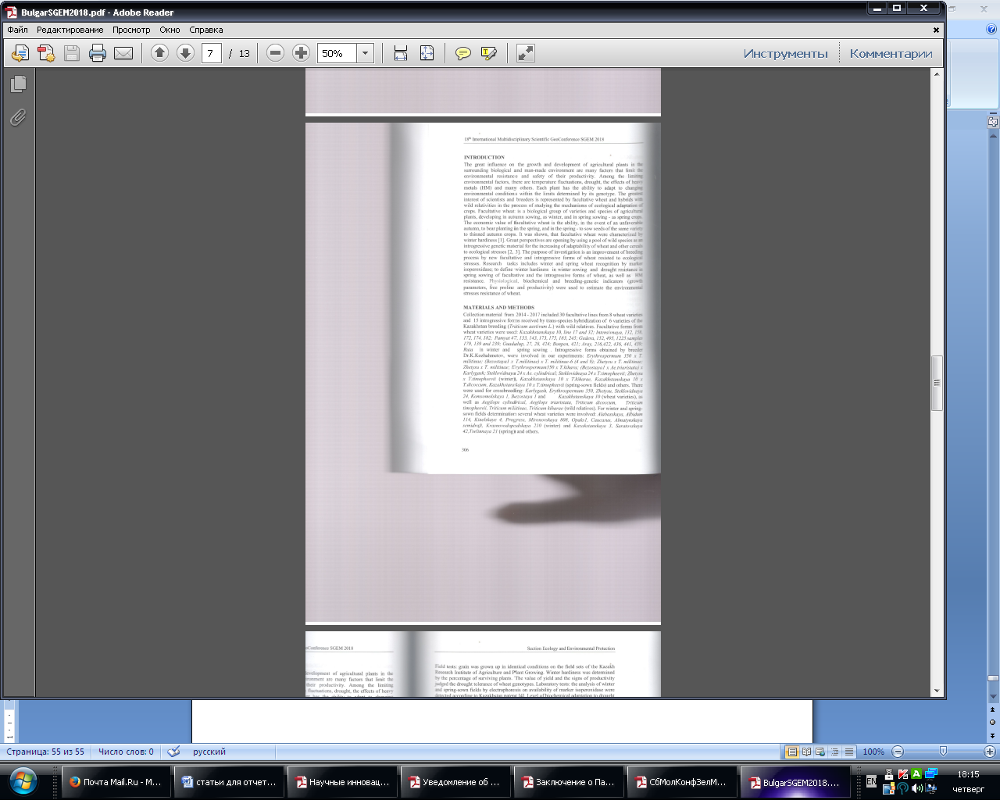 BulgarSGEM2018.pdf - Adobe Reader
Файл Редактирование Просмотр Окно Справка
7 / 13 50% Инструменты Комментарии
18th International Multidisciplinary Scientific GeoConference SGEM 2018
INTRODUCTION
The great influence on the growth and development of agricultural plants in the
surrounding biological and man-made environment are many factors that limit the
environmental resistance and safety of their productivity. Among the limiting
environmental factors, there are temperature fluctuations, drought, the effects of heavy
metals (HM) and many others. Each plant has the ability to adapt to changing
environmental conditions within the limits determined by its genotype. The greatest
interest of scientists and breeders is represented by facultative wheat and hybrids with
wild relativities in the process of studying the mechanisms of ecological adaptation of
crops. Facultative wheat is a biological group of varieties and species of agricultural
plants, developing in autumn sowing, as winter, and in spring sowing - as spring crops.
The economic value of facultative wheat is the ability, in the event of an unfavorable
autumn, to bear planting in the spring, and in the spring - to sow seeds of the same variety
to thinned autumn crops. It was shown, that facultative wheat were characterized by
winter hardiness [1]. Great perspectives are opening by using a pool of wild species as an
introgressive genetic material for the increasing of adaptability of wheat and other cereals
to ecological stresses [2, 3]. The purpose of investigation is an improvement of breeding
process by new facultative and introgressive forms of wheat resisted to ecological
stresses. Research tasks includes winter and spring wheat recognition by marker
isoperoxidase; to define winter hardiness in winter sowing and drought resistance in
spring sowing of facultative and the introgressive forms of wheat, as well as HM
resistance. Physiological, biochemical and breeding-genetic indicators (growth
parameters, free proline and productivity) were used to estimate the environmental
stresses resistance of wheat.
MATERIALS AND METHODS
Collection material from 2014 - 2017 included 30 facultative lines from 8 wheat varieties
and 15 introgressive forms received by trans-species hybridization of 6 varieties of the
Kazakhstan breeding (Triticum aestivum L.) with wild relatives. Facultative forms from
wheat varieties were used: Kazakhstanskaya 10, line 17 and 32; Intensivnaya, 132, 158,
172, 174, 182; Pamyat 47, 133, 143, 173, 175, 183, 245; Gedera, 152, 495, 1225 samples
179, 139 and 239; Guadalup, 27, 28, 424; Bonpen, 421; Aray, 216,422, 436, 441, 439;
Ruta in winter and spring sowing . Introgressive forms obtained by breeder
Dr.K.Kozhahmetov, were involved in our experiments: Erythrospermum 350 x T.
militinae; (Bezostaya1 x T.militinae) x T. militinae-6 (4 and 9); Zhetysu x T. militinae;
Zhetysu x T. militinae, Erythrospermum350 x T.kihara; (Bezostaya1 x Ae.triaristata) x
Karlygash; Steklovidnaya 24 x Ae. cylindrical; Steklovidnaya 24 x T.timopheevii; Zhetysu
x T.timopheevii (winter), Kazakhstanskaya 10 x T.kiharae, Kazakhstanskaya 10 x
T.dicoccum, Kazakhstanskaya 10 x T.timopheevii (spring-sown fields) and others. There
were used for crossbreeding: Karlygash, Erythrospermum 350, Zhetysu, Steklovidnaya
24, Komsomolskaya 1, Bezostaya 1 and Kazakhstanskaya 10 (wheat varieties), as
well as Aegilops cylindrical, Aegilops triaristata, Triticum dicoccum, Triticum
timopheevii, Triticum militinae, Triticum kiharae (wild relatives). For winter and spring-
sown fields determination several wheat varieties were involved: Alabasskaya, Albidum
114, Kinelskaye 4, Progress, Mironovskaya 808, Opaks1, Caucasus, Almatynskaya
semidrafi, Krasnovodopadskaya 210 (winter) and Kazakstanskaya 3, Saratovskaya
42,Tselinnaya 21 (spring) and others.
306
eoConference SGEM 2018
development of agricultural plants in the
ronment are many factors that limit the
their productivity. Among the limiting
fluctuations, drought, the effects of heavy
Section Ecology and Environmental Protection
Field tests: grain was grown up in identical conditions on the field sets of the Kazakh
Research Institute of Agriculture and Plant Growing. Winter hardiness was determined
by the percentage of surviving plants. The value of yield and the signs of productivity
judged the drought tolerance of wheat genotypes. Laboratory tests: the analysis of winter
and spring-sown fields by electrophoresis on availability of marker isoperoxidase were
detected according to Kazakhstan patent [4]. Level of biochemical adaptation to drought
Страница: 55 из 55 Число слов: 0 русский 100%
Почта Mail.Ru - M... статьи для отчет... Научные инновац... Уведомление об ... Заключение о Па... СбМолКонфЗелМ... BulgarSGEM2018.... EN 18:15
четверг